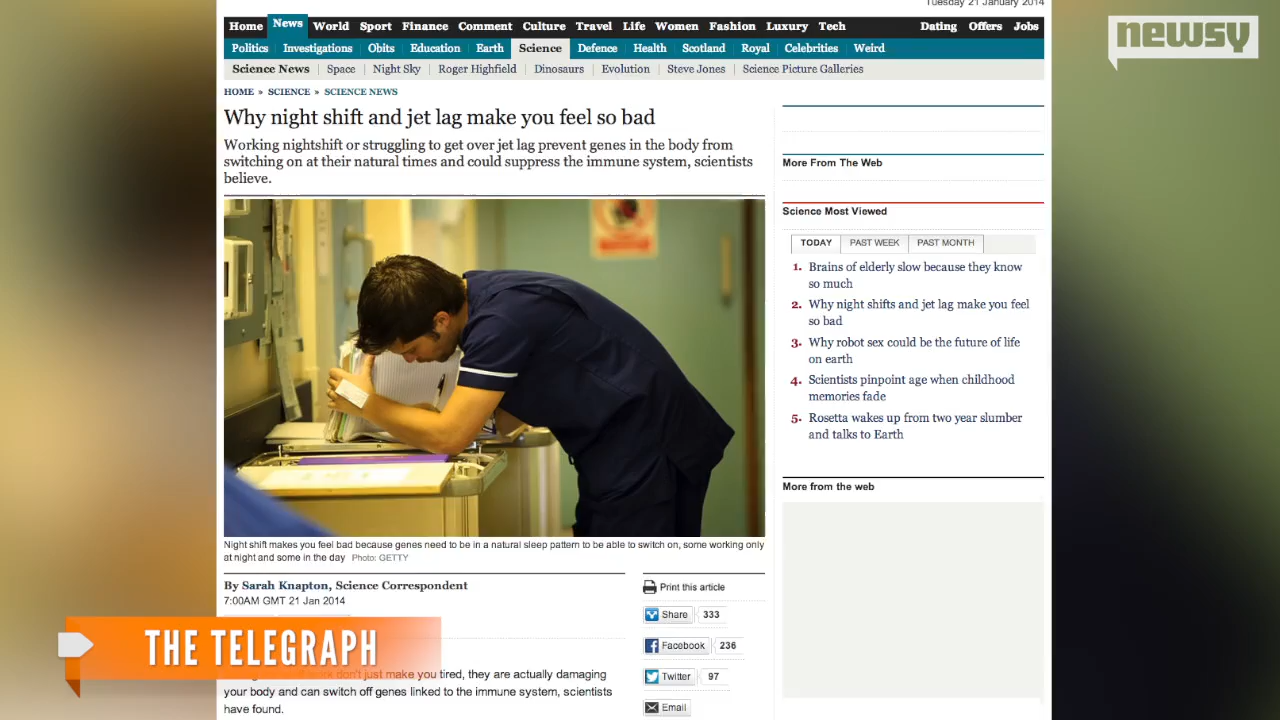 Tuesday 21 January 2014
newsy
Home News World Sport Finance Comment Culture Travel Life Women Fashion Luxury Tech Dating Offers Jobs
Politics Investigations Obits Education Earth Science Defence Health Scotland Royal Celebrities Weird
Science News Space Night Sky Roger Highfield Dinosaurs Evolution Steve Jones Science Picture Galleries
HOME » SCIENCE » SCIENCE NEWS
Why night shift and jet lag make you feel so bad
Working nightshift or struggling to get over jet lag prevent genes in the body from
switching on at their natural times and could suppress the immune system, scientists
believe.
Night shift makes you feel bad because genes need to be in a natural sleep pattern to be able to switch on, some working only
at night and some in the day Photo: GETTY
By Sarah Knapton, Science Correspondent
7:00AM GMT 21 Jan 2014
don't just make you tired, they are actually damaging
your body and can switch off genes linked to the immune system, scientists
have found.
Print this article
Share 333
Facebook 236
Twitter 97
Email
More From The Web
Science Most Viewed
TODAY PAST WEEK PAST MONTH
1. Brains of elderly slow because they know
so much
2. Why night shifts and jet lag make you feel
so bad
3. Why robot sex could be the future of life
on earth
4. Scientists pinpoint age when childhood
memories fade
5. Rosetta wakes up from two year slumber
and talks to Earth
More from the web
THE TELEGRAPH